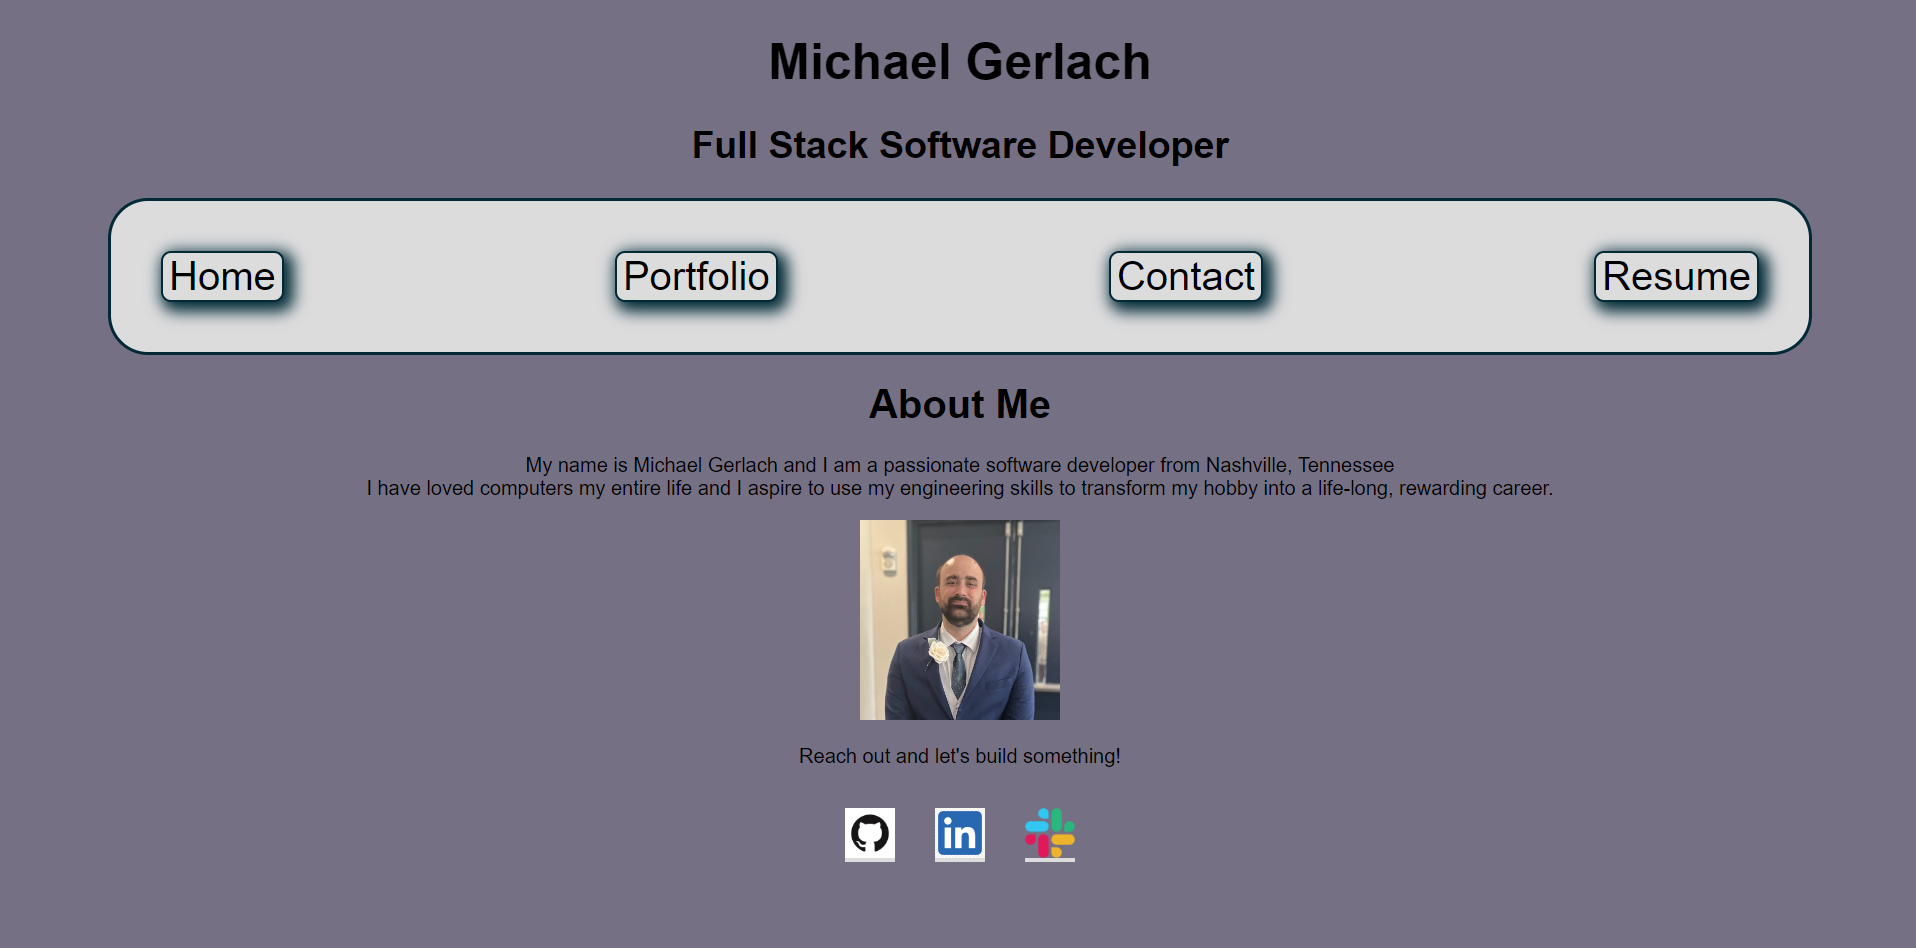 Michael Gerlach
Full Stack Software Developer
Home
Portfolio
Contact
Resume
About Me
My name is Michael Gerlach and I am a passionate software developer from Nashville, Tennessee
I have loved computers my entire life and I aspire to use my engineering skills to transform my hobby into a life-long, rewarding career.
Reach out and let's build something!
in